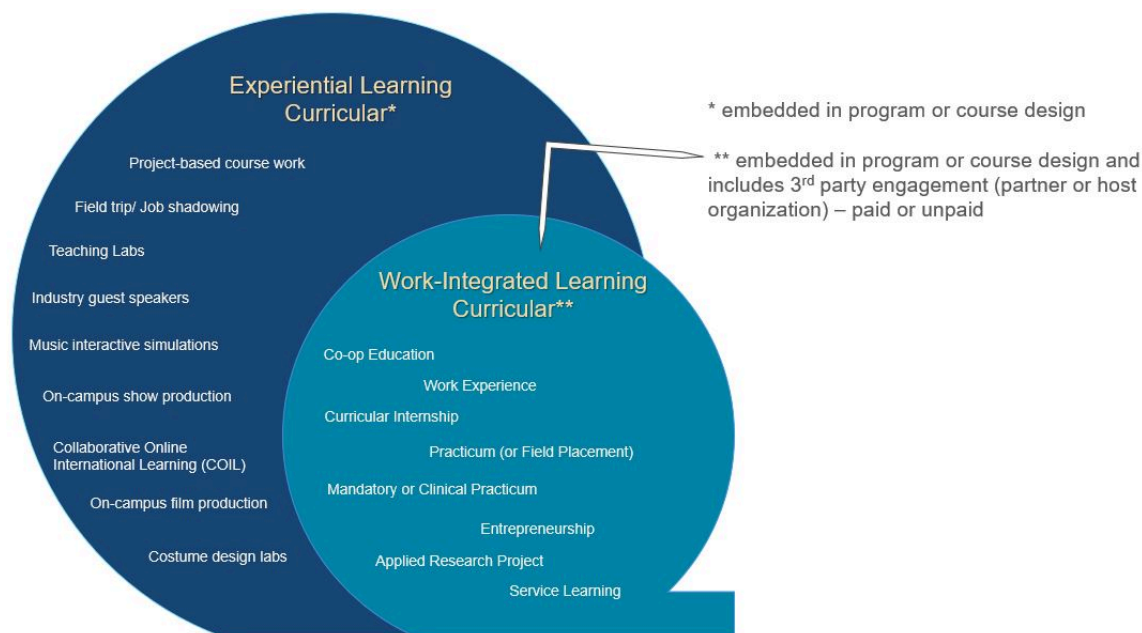 Experiential Learning
Curricular*
Project-based course work
Field trip/ Job shadowing
Teaching Labs
Industry guest speakers
Music interactive simulations
On-campus show production
Collaborative Online
International Learning (COIL)
On-campus film production
Costume design labs
Work-Integrated Learning
Curricular**
Co-op Education
Work Experience
Curricular Internship
Practicum (or Field Placement)
Mandatory or Clinical Practicum
Entrepreneurship
Applied Research Project
Service Learning
* embedded in program or course design
** embedded in program or course design and
includes 3rd party engagement (partner or host
organization) – paid or unpaid